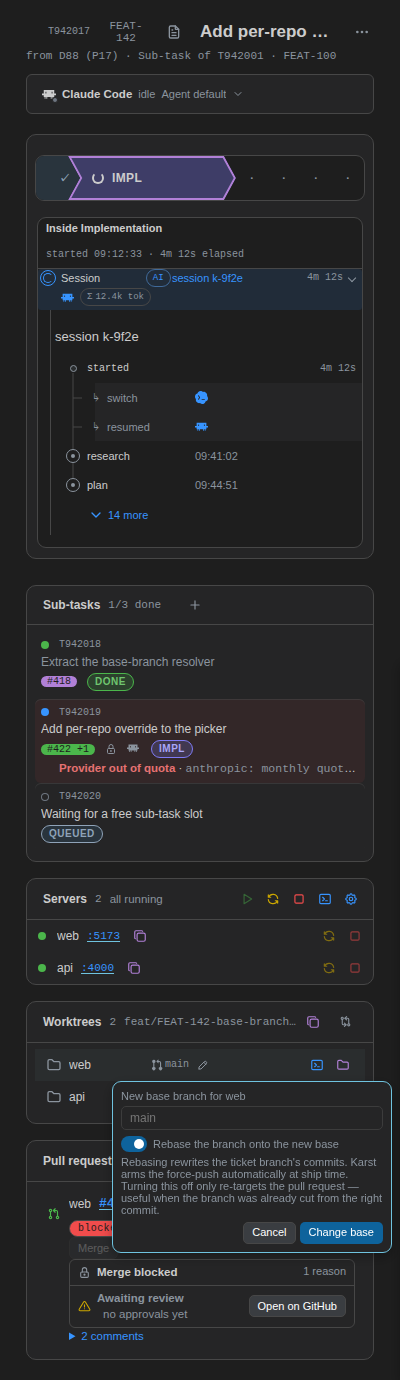 T942017 FEAT-142 Add per-repo …
from D88 (P17) · Sub-task of T942001 · FEAT-100
Claude Code idle Agent default
✓ IMPL
Inside Implementation
started 09:12:33 · 4m 12s elapsed
Session AI session k-9f2e 4m 12s
Σ 12.4k tok
session k-9f2e
started 4m 12s
↳ switch
↳ resumed
research 09:41:02
plan 09:44:51
14 more
Sub-tasks 1/3 done
T942018
Extract the base-branch resolver
#418 DONE
T942019
Add per-repo override to the picker
#422 +1 IMPL
Provider out of quota · anthropic: monthly quot…
T942020
Waiting for a free sub-task slot
QUEUED
Servers 2 all running
web :5173
api :4000
Worktrees 2 feat/FEAT-142-base-branch…
web main
api
New base branch for web
main
Rebase the branch onto the new base
Rebasing rewrites the ticket branch's commits. Karst
arms the force-push automatically at ship time.
Turning this off only re-targets the pull request —
useful when the branch was already cut from the right
commit.
Cancel Change base
Pull request
web
Merge
Merge blocked 1 reason
Awaiting review
no approvals yet
Open on GitHub
2 comments